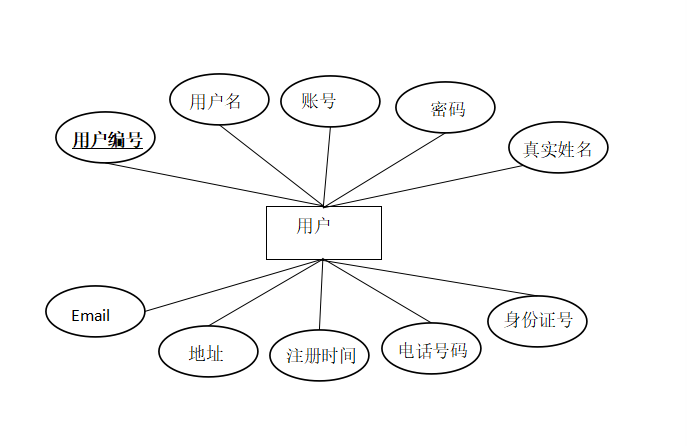 用户名
账号
密码
用户编号
真实姓名
用户
Email
地址
注册时间
电话号码
身份证号